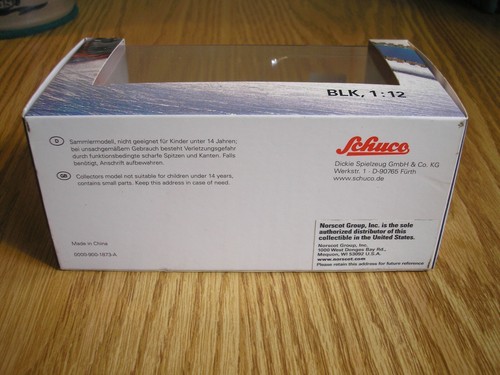 BLK, 1:12
D
Sammlermodell, nicht geeignet für Kinder unter 14 Jahren;
bei unsachgemäßem Gebrauch besteht Verletzungsgefahr
durch funktionsbedingte scharfe Spitzen und Kanten. Falls
benötigt, Anschrift aufbewahren.
GB
Collectors model not suitable for children under 14 years,
contains small parts. Keep this address in case of need.
Schuco
Dickie Spielzeug GmbH & Co. KG
Werkstr. 1 · D-90765 Fürth
www.schuco.de
Norscot Group, Inc. is the sole
authorized distributor of this
collectible in the United States.
Norscot Group, Inc.
1000 West Donges Bay Rd.,
Mequon, WI 53092 U.S.A.
www.norscot.com
Please retain this address for future reference
Made in China